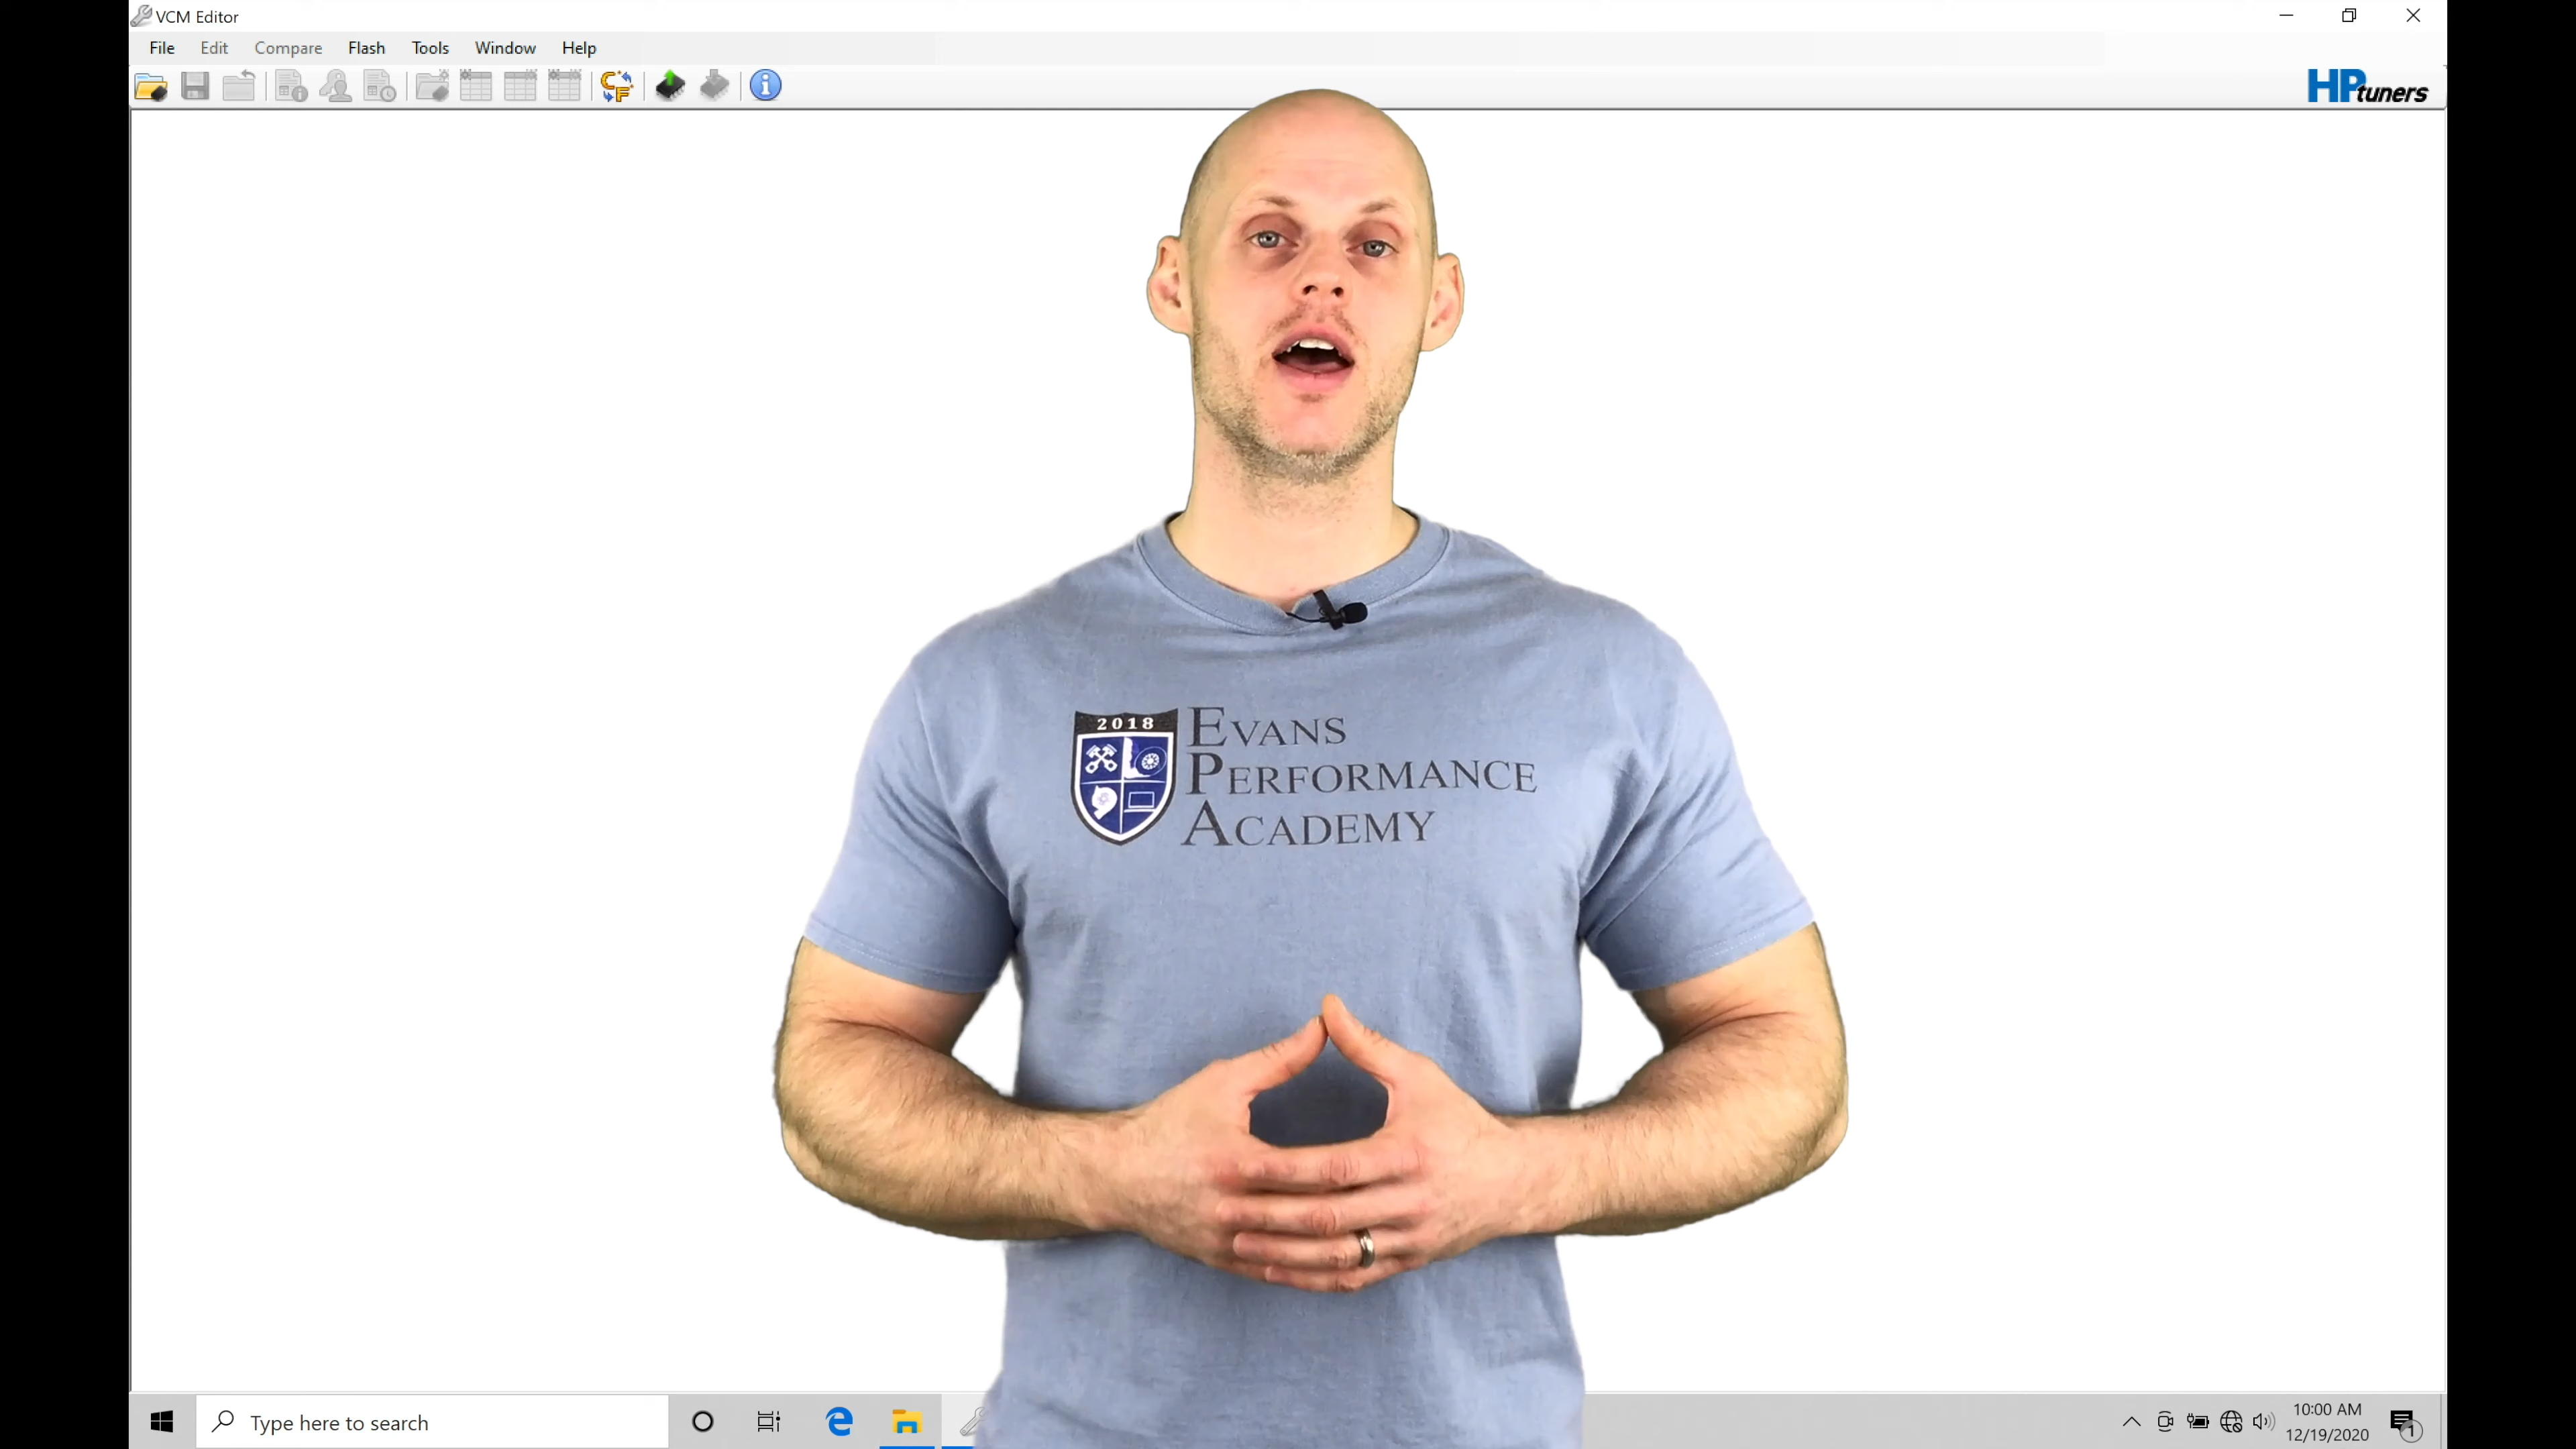 VCM Editor
File Edit Compare Flash Tools Window Help
HPtuners
2018
EVANS
PERFORMANCE
ACADEMY
Type here to search
10:00 AM
12/19/2020
1